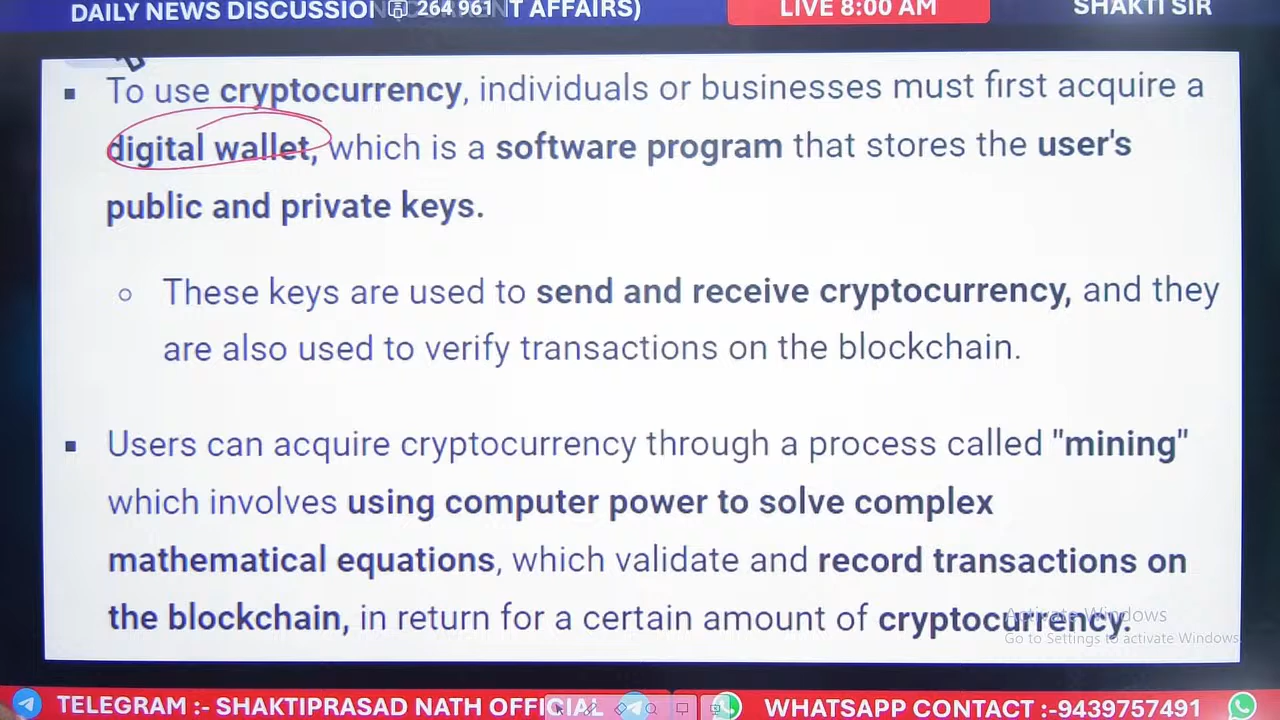 DAILY NEWS DISCUSSION 264 961 T AFFAIRS) LIVE 8:00 AM SHAKTI SIR
▪ To use cryptocurrency, individuals or businesses must first acquire a
digital wallet, which is a software program that stores the user's
public and private keys.
○ These keys are used to send and receive cryptocurrency, and they
are also used to verify transactions on the blockchain.
▪ Users can acquire cryptocurrency through a process called "mining"
which involves using computer power to solve complex
mathematical equations, which validate and record transactions on
the blockchain, in return for a certain amount of cryptocurrency.
Activate Windows
Go to Settings to activate Windows.
TELEGRAM :- SHAKTIPRASAD NATH OFFICIAL WHATSAPP CONTACT :-9439757491